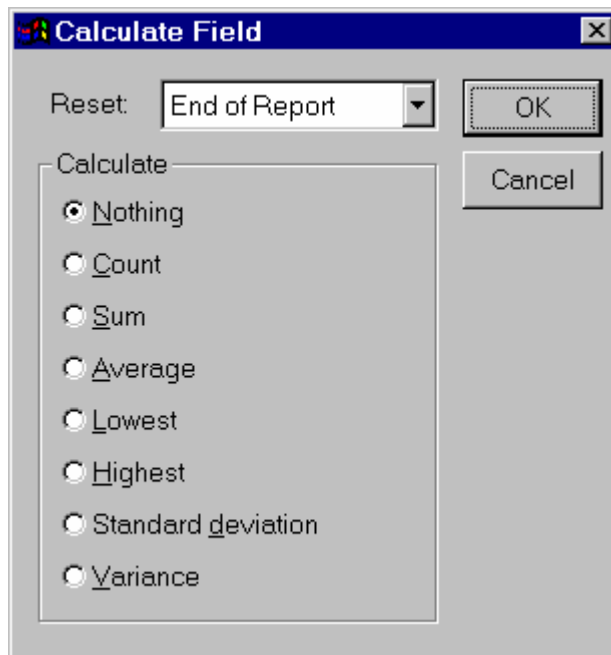 Calculate Field
Reset: End of Report
OK
Calculate
Cancel
Nothing
Count
Sum
Average
Lowest
Highest
Standard deviation
Variance